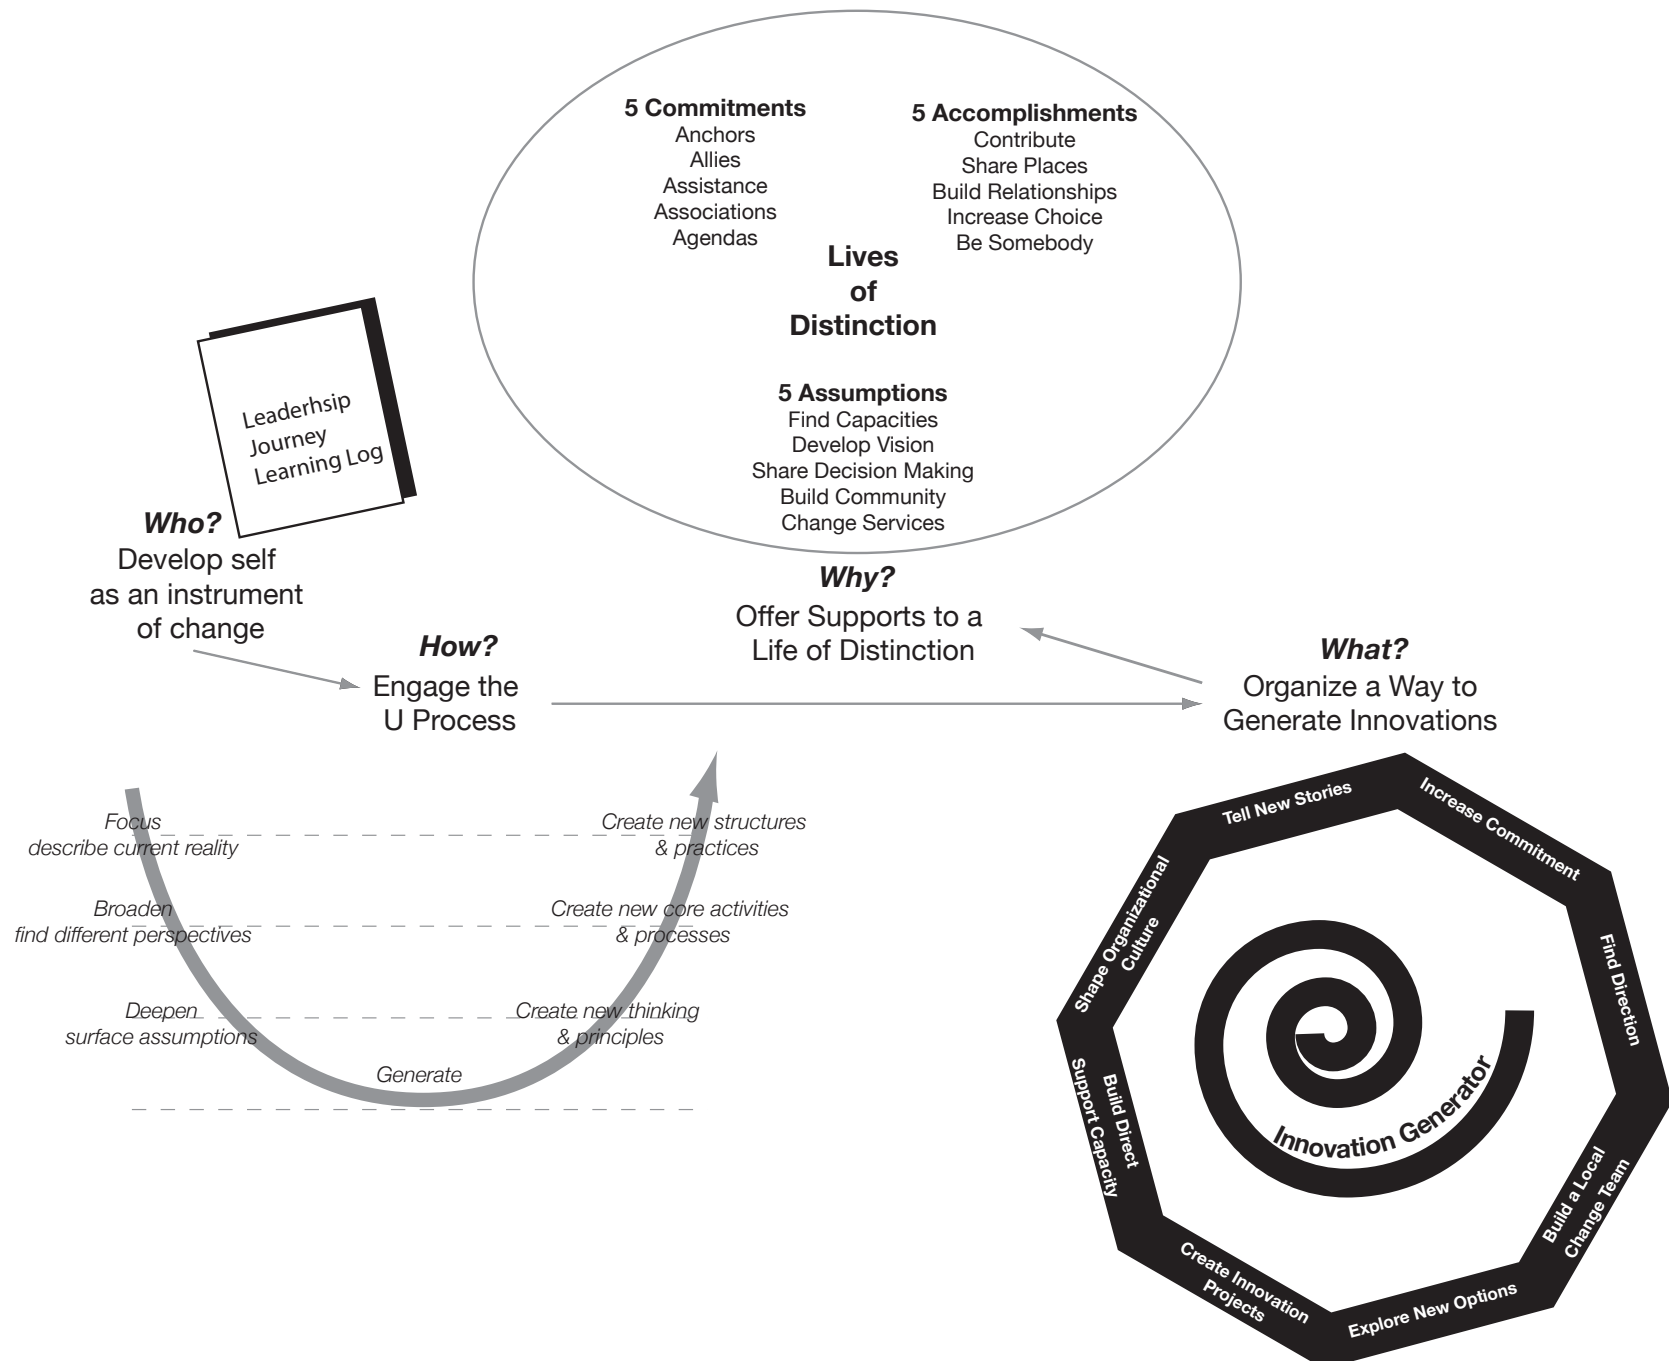 5 Commitments
Anchors
Allies
Assistance
Associations
Agendas
5 Accomplishments
Contribute
Share Places
Build Relationships
Increase Choice
Be Somebody
Lives
of
Distinction
5 Assumptions
Find Capacities
Develop Vision
Share Decision Making
Build Community
Change Services
Leaderhsip
Journey
Learning Log
Who?
Develop self
as an instrument
of change
How?
Engage the
U Process
Why?
Offer Supports to a
Life of Distinction
What?
Organize a Way to
Generate Innovations
Focus
describe current reality
Broaden
find different perspectives
Deepen
surface assumptions
Generate
Create new structures
& practices
Create new core activities
& processes
Create new thinking
& principles
Tell New Stories
Increase Commitment
Find Direction
Build a Local
Change Team
Explore New Options
Create Innovation
Projects
Build Direct
Support Capacity
Shape Organizational
Culture
Innovation Generator